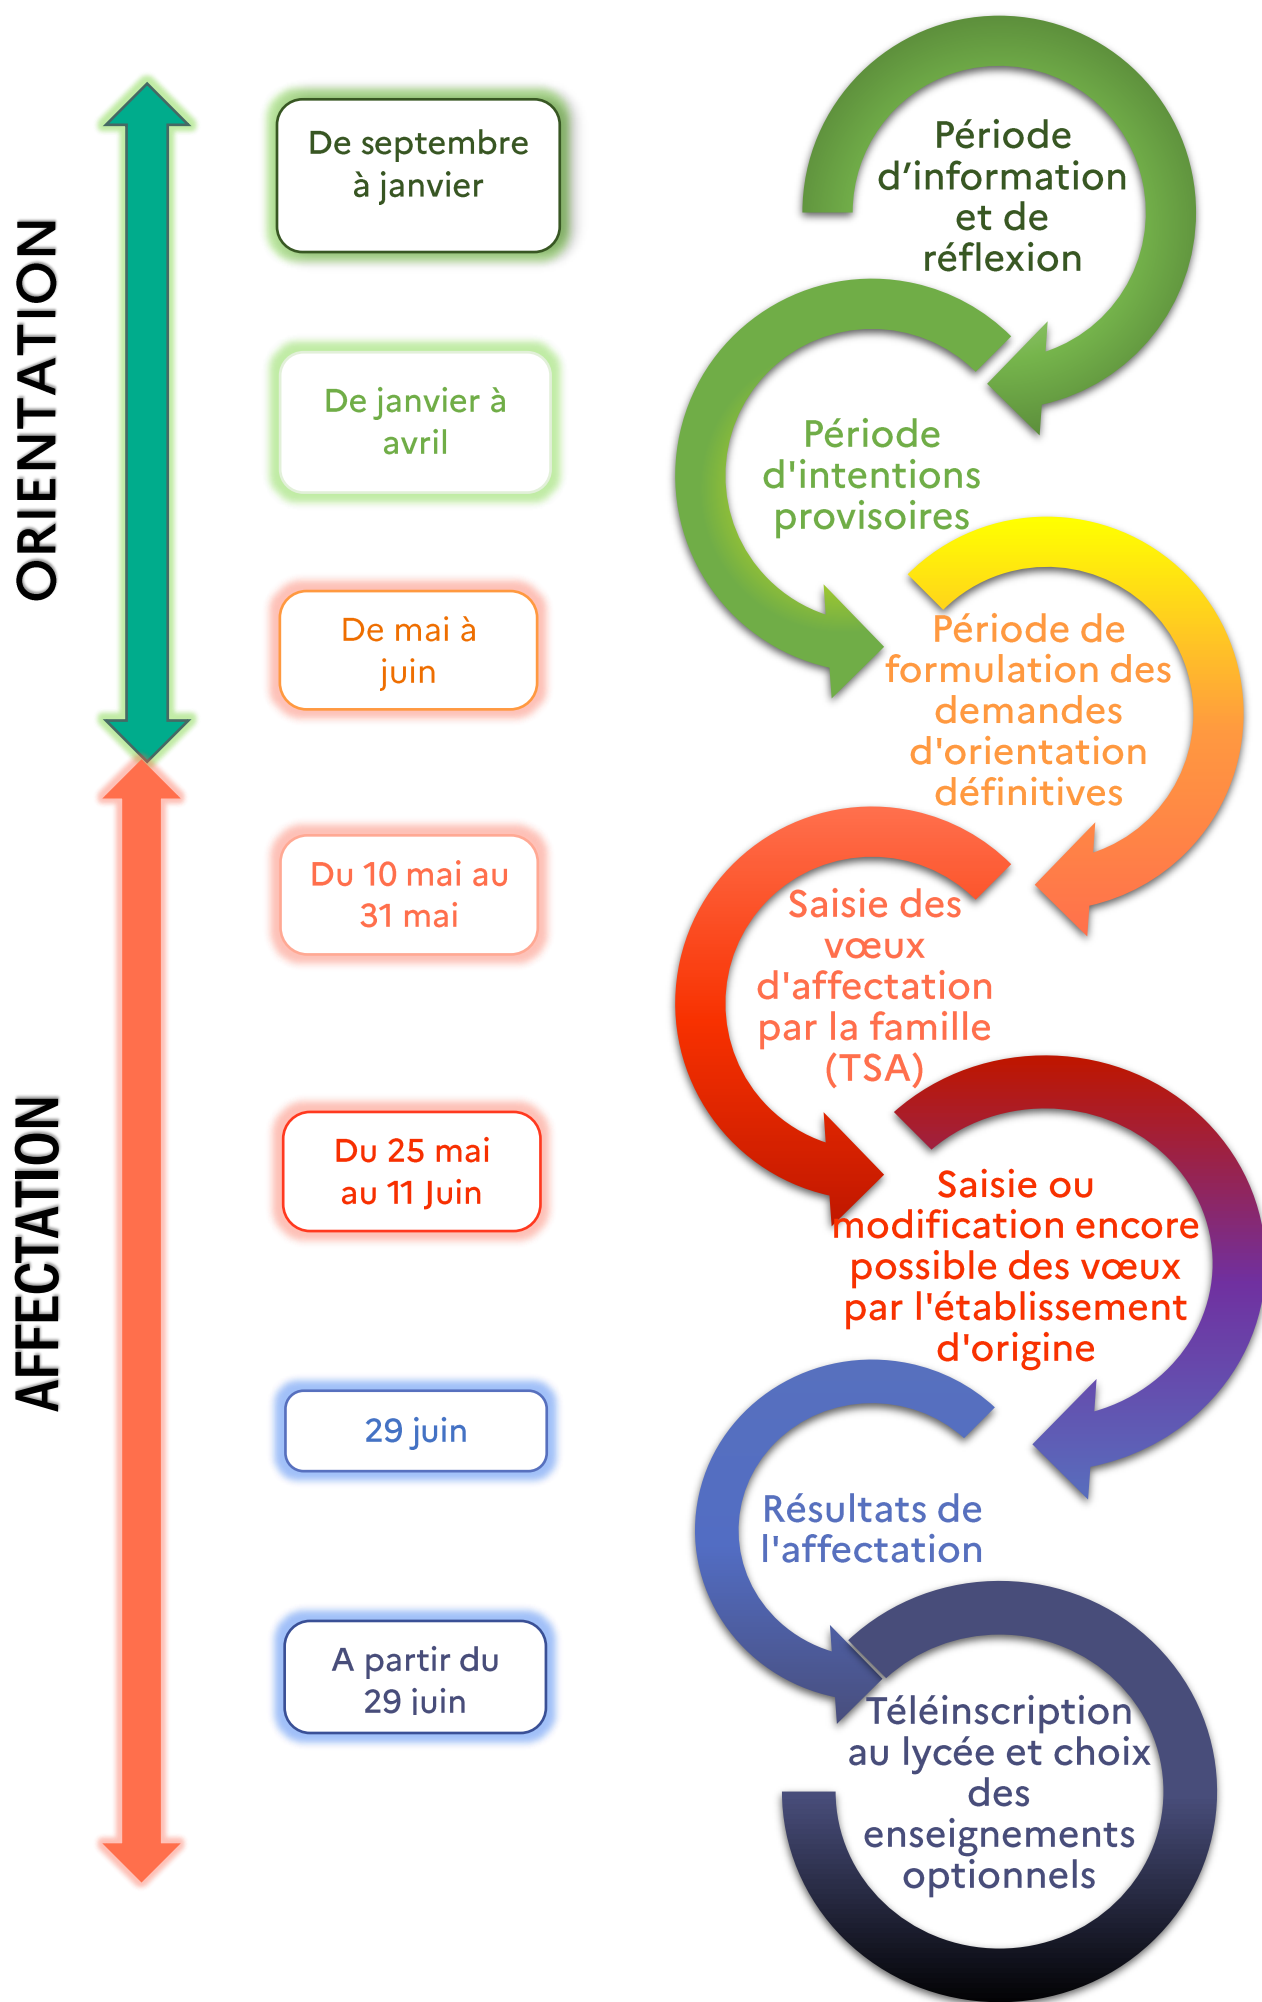 ORIENTATION
De septembre
à janvier
Période
d’information
et de
réflexion
De janvier à
avril
Période
d'intentions
provisoires
De mai à
juin
Période de
formulation des
demandes
d'orientation
définitives
AFFECTATION
Du 10 mai au
31 mai
Saisie des
vœux
d'affectation
par la famille
(TSA)
Du 25 mai
au 11 Juin
Saisie ou
modification encore
possible des vœux
par l'établissement
d'origine
29 juin
Résultats de
l'affectation
A partir du
29 juin
Téléinscription
au lycée et choix
des
enseignements
optionnels